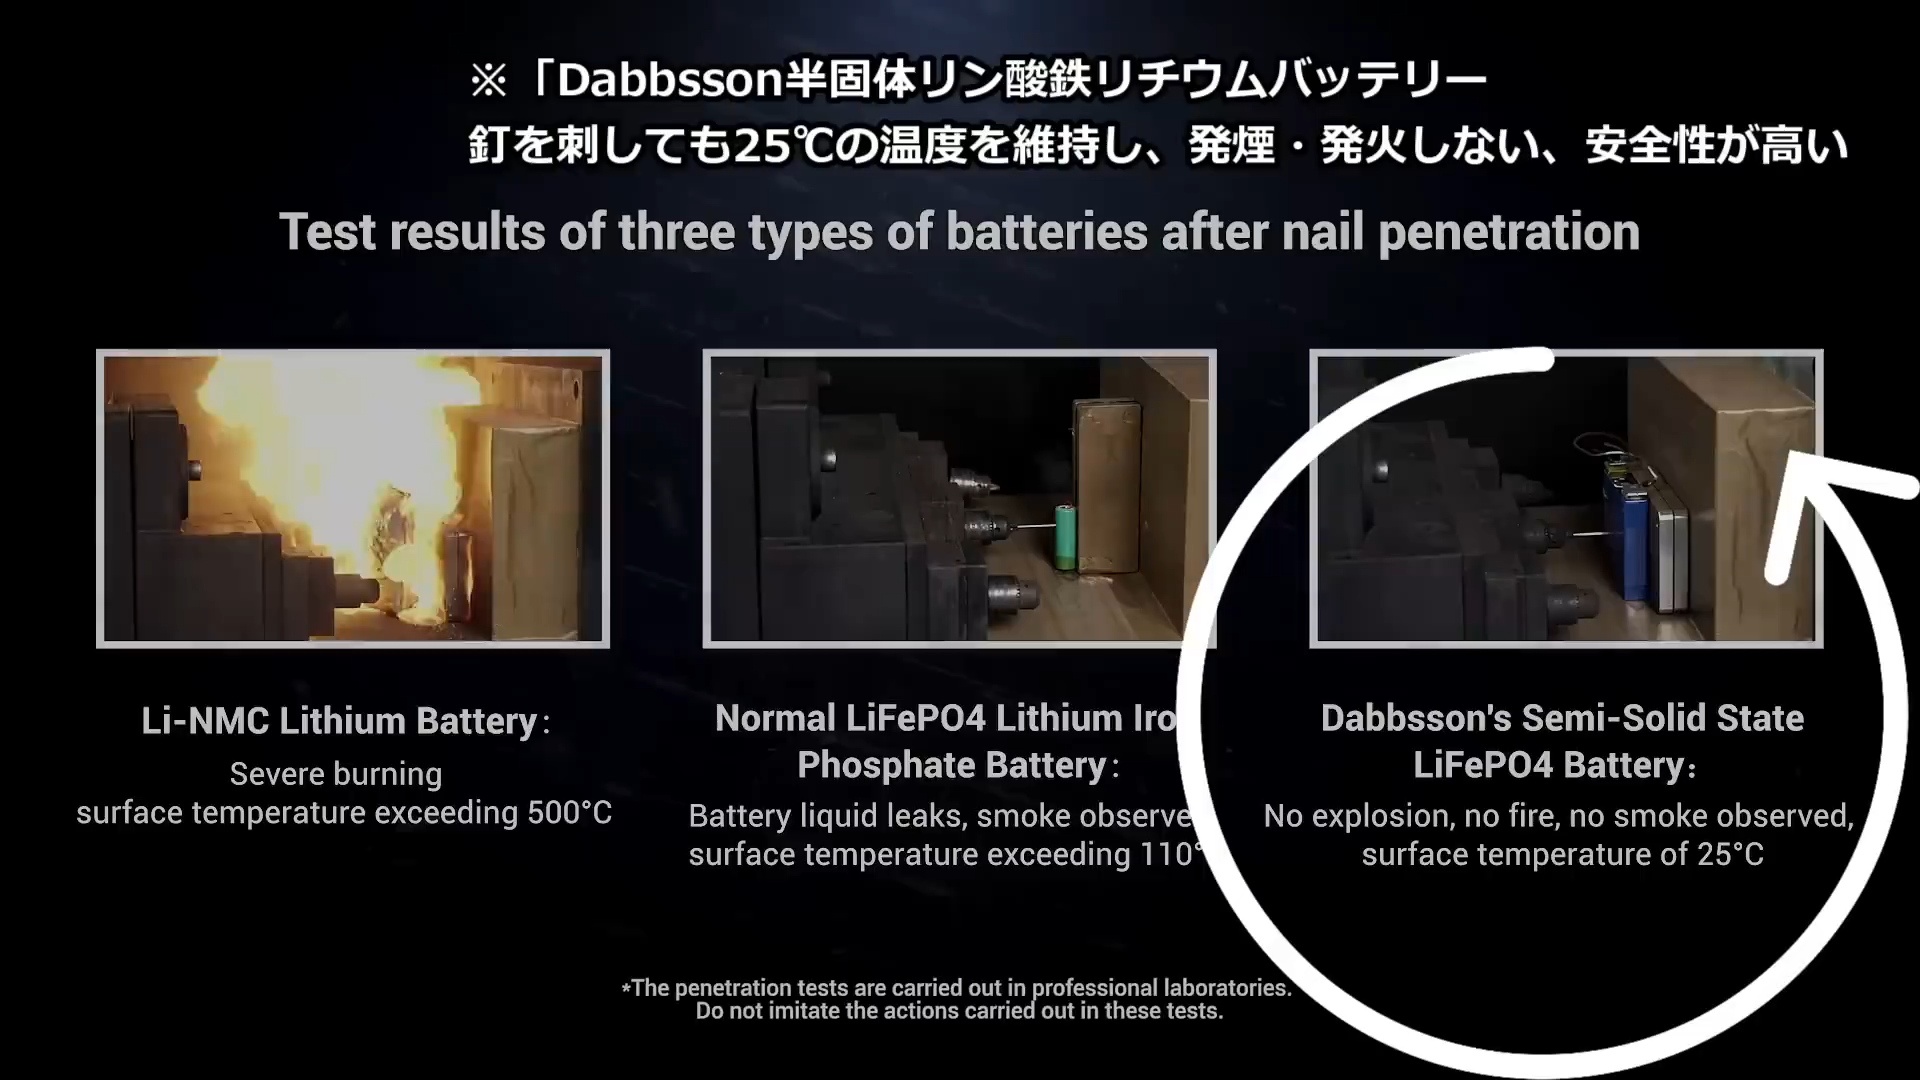 ※「Dabbsson半固体リン酸鉄リチウムバッテリー
釘を刺しても25℃の温度を維持し、発煙・発火しない、安全性が高い
Test results of three types of batteries after nail penetration
Li-NMC Lithium Battery:
Severe burning
surface temperature exceeding 500°C
Normal LiFePO4 Lithium Iro
Phosphate Battery:
Battery liquid leaks, smoke observe
surface temperature exceeding 110°
Dabbsson's Semi-Solid State
LiFePO4 Battery:
No explosion, no fire, no smoke observed,
surface temperature of 25°C
*The penetration tests are carried out in professional laboratories.
Do not imitate the actions carried out in these tests.